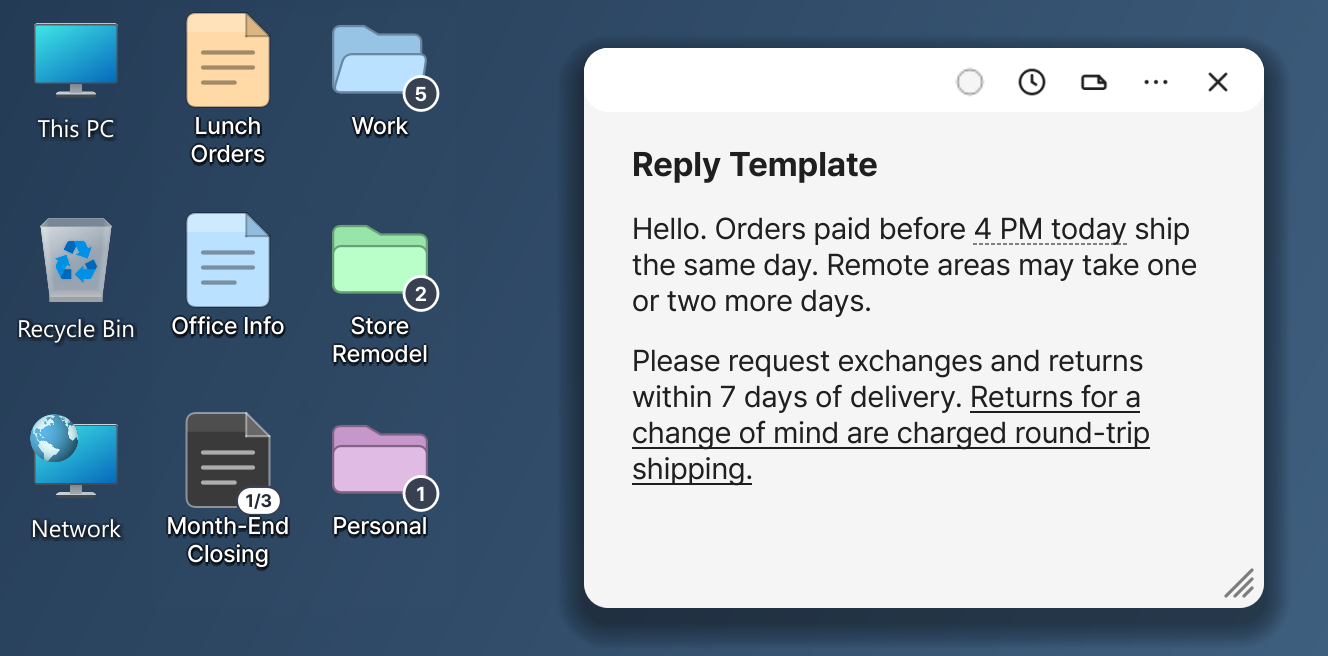 This PC
Lunch
Orders
5
Work
Recycle Bin
Office Info
2
Store
Remodel
Network
1/3
Month-End
Closing
1
Personal
Reply Template
Hello. Orders paid before 4 PM today ship
the same day. Remote areas may take one
or two more days.
Please request exchanges and returns
within 7 days of delivery. Returns for a
change of mind are charged round-trip
shipping.